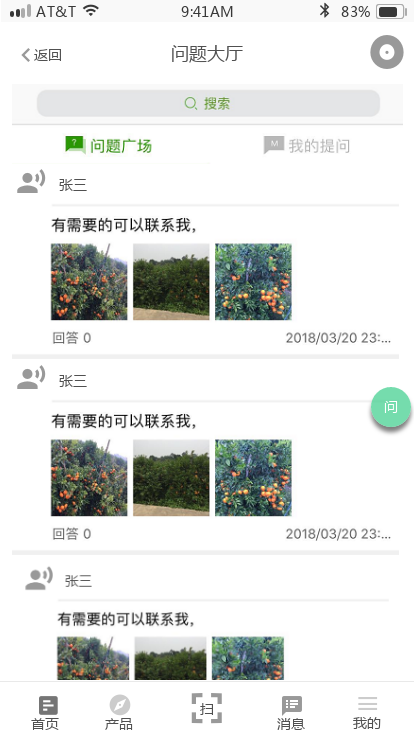 AT&T 9:41AM 83%
返回 问题大厅
搜索
? 问题广场 M 我的提问
张三
有需要的可以联系我,
回答 0 2018/03/20 23:...
张三
问
有需要的可以联系我,
回答 0 2018/03/20 23:...
张三
有需要的可以联系我,
扫
首页 产品 消息 我的